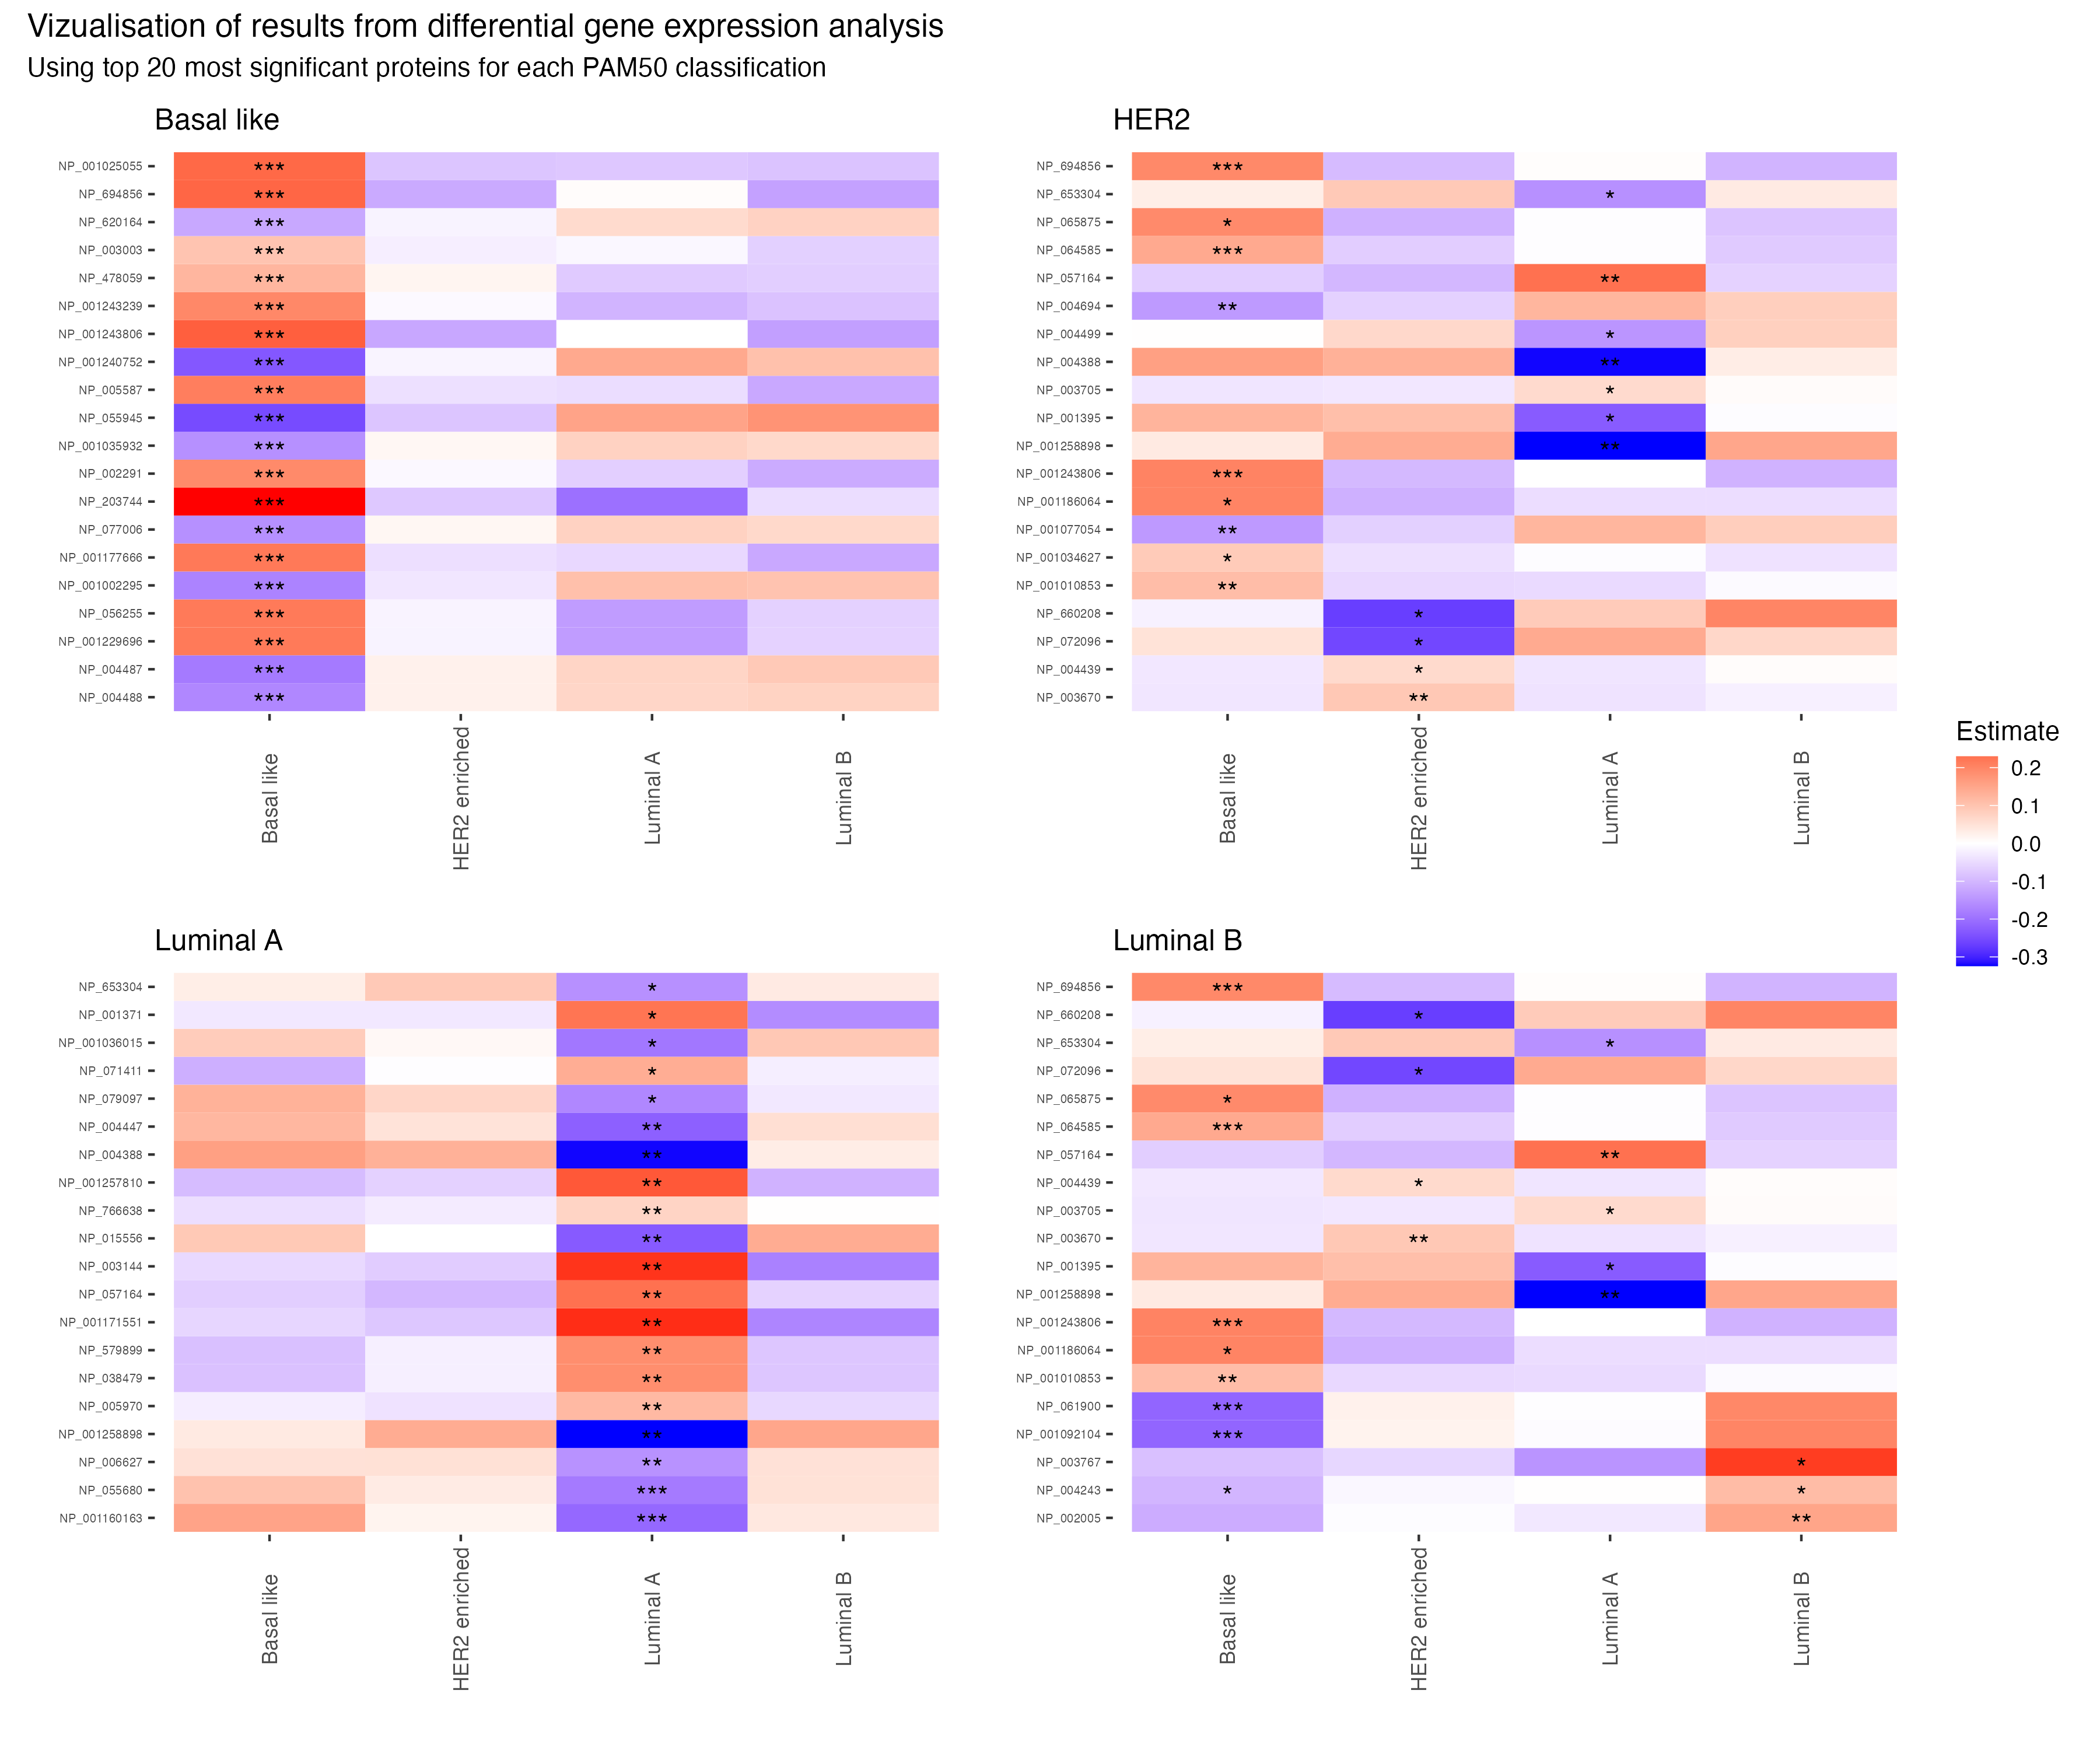 Vizualisation of results from differential gene expression analysis
Using top 20 most significant proteins for each PAM50 classification
Basal like
NP_001025055 ***
NP_694856 ***
NP_620164 ***
NP_003003 ***
NP_478059 ***
NP_001243239 ***
NP_001243806 ***
NP_001240752 ***
NP_005587 ***
NP_055945 ***
NP_001035932 ***
NP_002291 ***
NP_203744 ***
NP_077006 ***
NP_001177666 ***
NP_001002295 ***
NP_056255 ***
NP_001229696 ***
NP_004487 ***
NP_004488 ***
Basal like
HER2 enriched
Luminal A
Luminal B
HER2
NP_694856 ***
NP_653304 *
NP_065875 *
NP_064585 ***
NP_057164 **
NP_004694 **
NP_004499 *
NP_004388 **
NP_003705 *
NP_001395 *
NP_001258898 **
NP_001243806 ***
NP_001186064 *
NP_001077054 **
NP_001034627 *
NP_001010853 **
NP_660208 *
NP_072096 *
NP_004439 *
NP_003670 **
Basal like
HER2 enriched
Luminal A
Luminal B
Estimate
0.2
0.1
0.0
-0.1
-0.2
-0.3
Luminal A
NP_653304 *
NP_001371 *
NP_001036015 *
NP_071411 *
NP_079097 *
NP_004447 **
NP_004388 **
NP_001257810 **
NP_766638 **
NP_015556 **
NP_003144 **
NP_057164 **
NP_001171551 **
NP_579899 **
NP_038479 **
NP_005970 **
NP_001258898 **
NP_006627 **
NP_055680 ***
NP_001160163 ***
Basal like
HER2 enriched
Luminal A
Luminal B
Luminal B
NP_694856 ***
NP_660208 *
NP_653304 *
NP_072096 *
NP_065875 *
NP_064585 ***
NP_057164 **
NP_004439 *
NP_003705 *
NP_003670 **
NP_001395 *
NP_001258898 **
NP_001243806 ***
NP_001186064 *
NP_001010853 **
NP_061900 ***
NP_001092104 ***
NP_003767 *
NP_004243 * *
NP_002005 **
Basal like
HER2 enriched
Luminal A
Luminal B